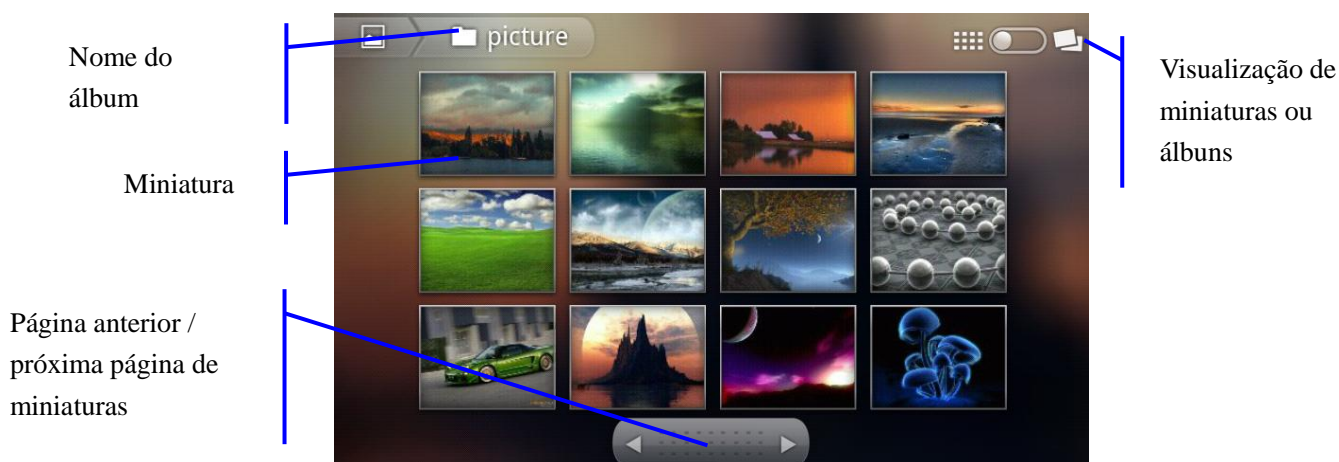 Nome do
álbum
picture
Visualização de
miniaturas ou
álbuns
Miniatura
Página anterior /
próxima página de
miniaturas